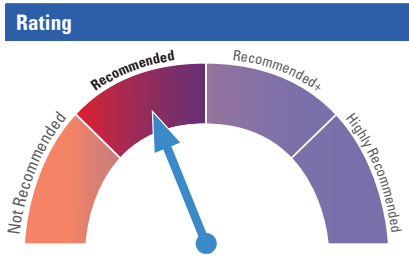 Rating
Not Recommended
Recommended
Recommended+
Highly Recommended